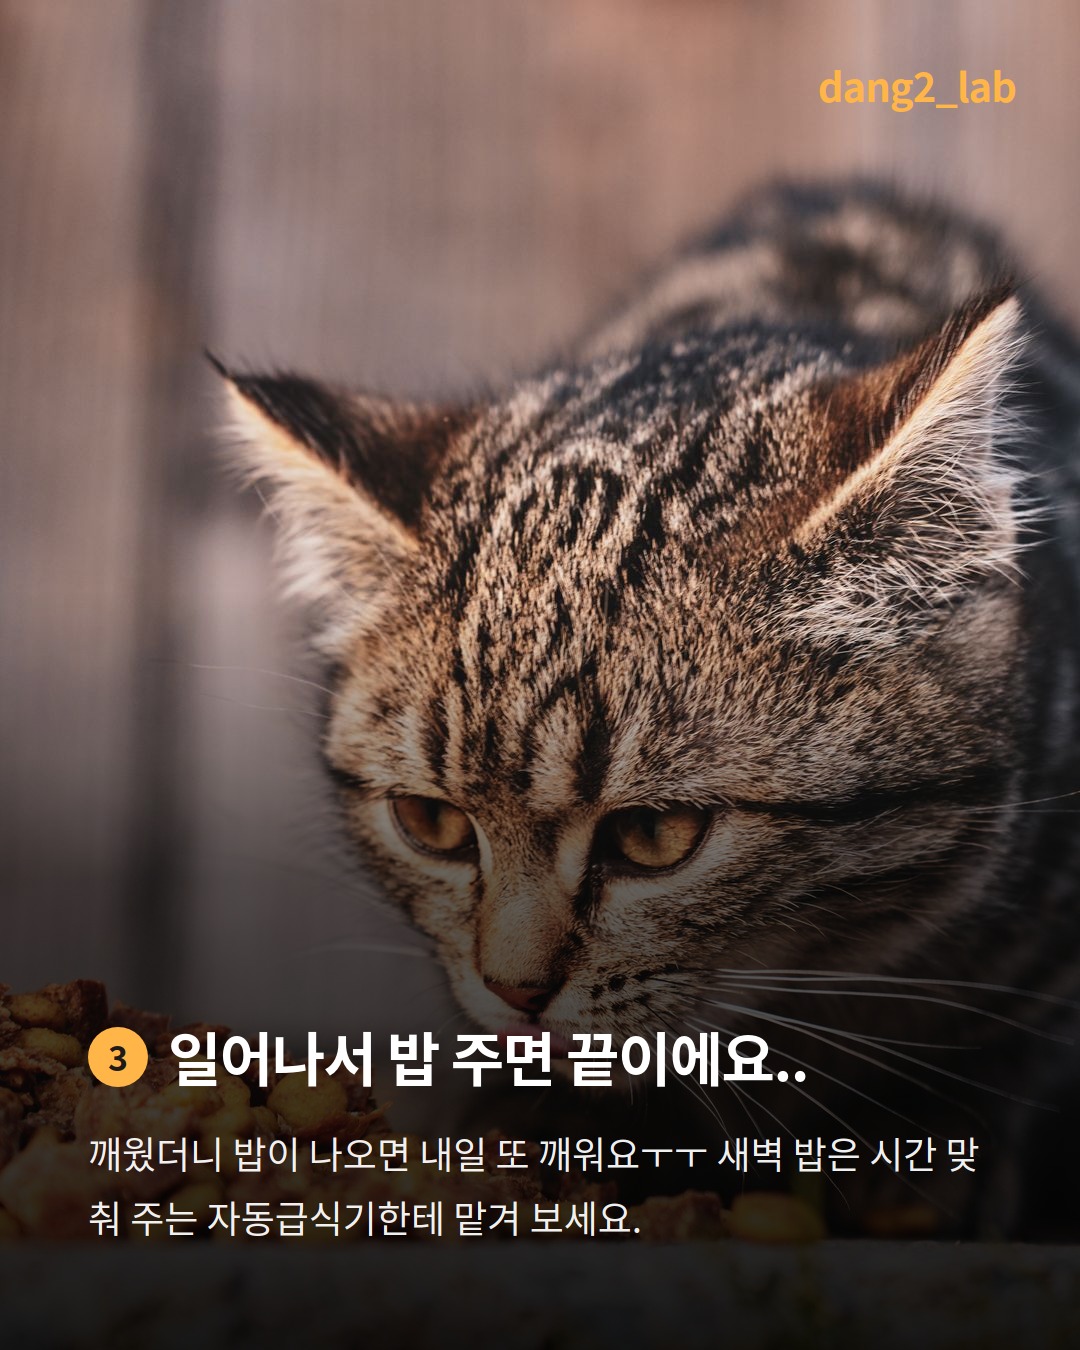 dang2_lab
3 일어나서 밥 주면 끝이에요..
깨웠더니 밥이 나오면 내일 또 깨워요ㅜㅜ 새벽 밥은 시간 맞
춰 주는 자동급식기한테 맡겨 보세요.